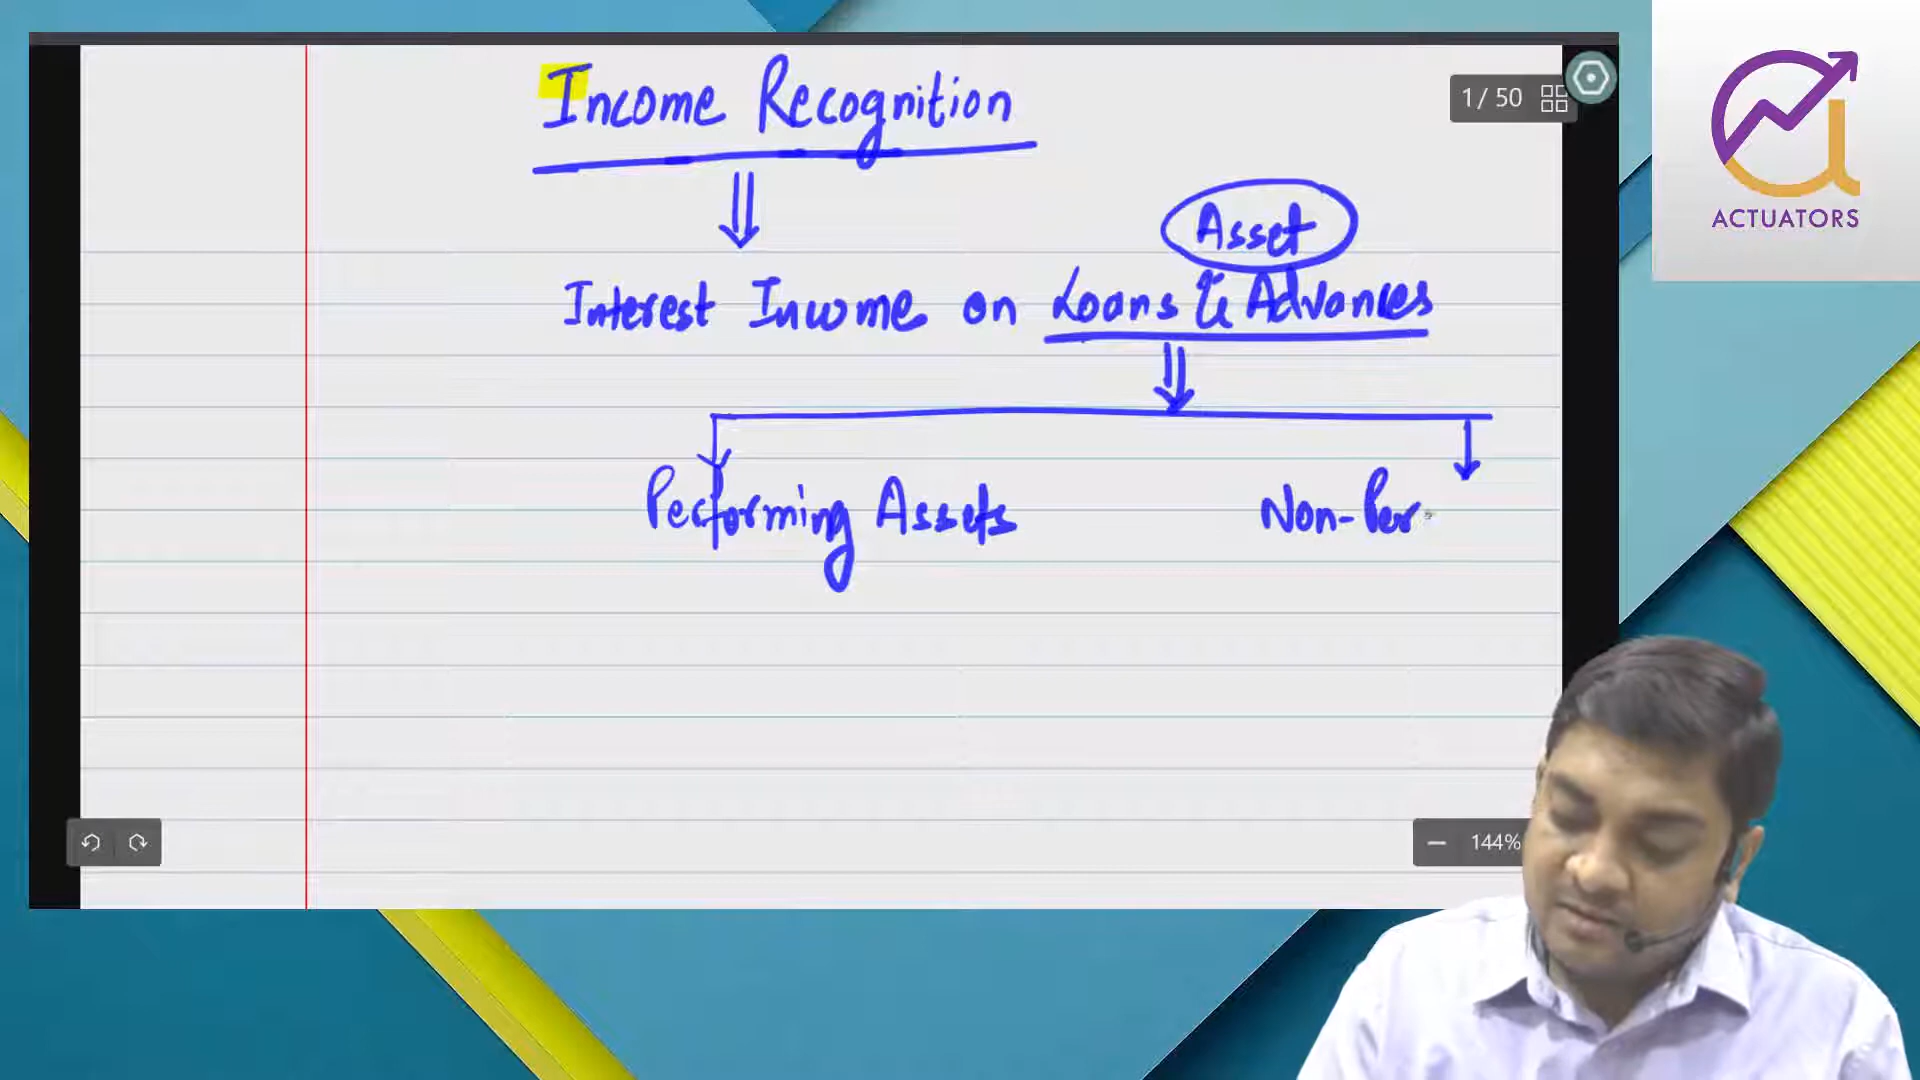 Income Recognition
1 / 50
Asset
Interest Income on Loans & Advances
Performing Assets
Non-Per
144%
ACTUATORS